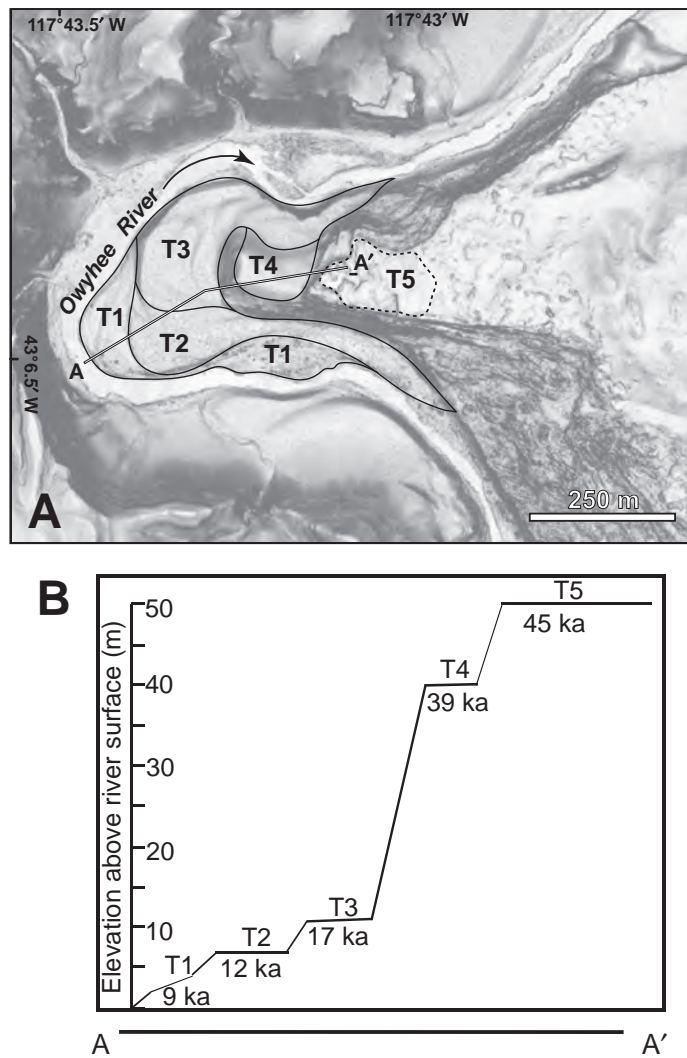 117°43.5′ W
117°43′ W
Owyhee River
T3
T4
A′
T5
T1
T2
T1
A
43°6.5′ W
A
250 m
B
Elevation above river surface (m)
50
40
30
20
10
T5
45 ka
T4
39 ka
T3
17 ka
T2
12 ka
T1
9 ka
A
A′